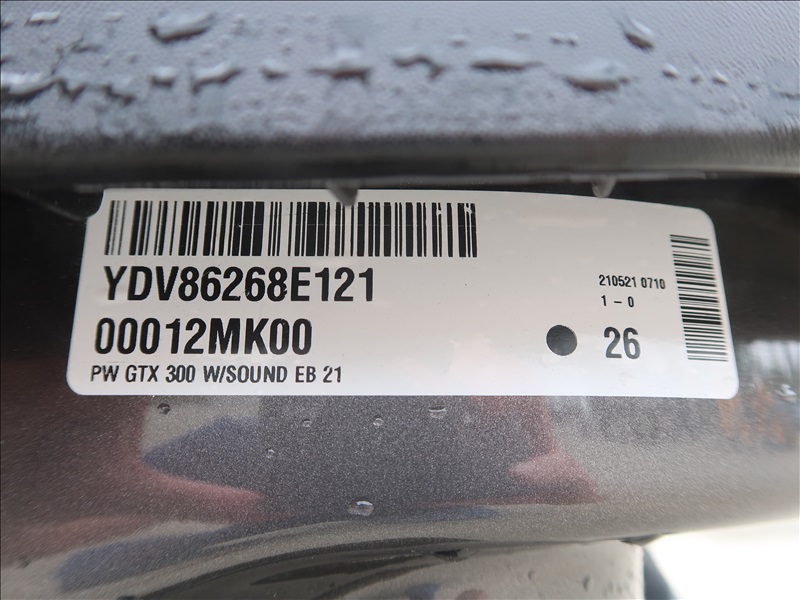 YDV86268E121
00012MK00
PW GTX 300 W/SOUND EB 21
210521 0710
1 - 0
26